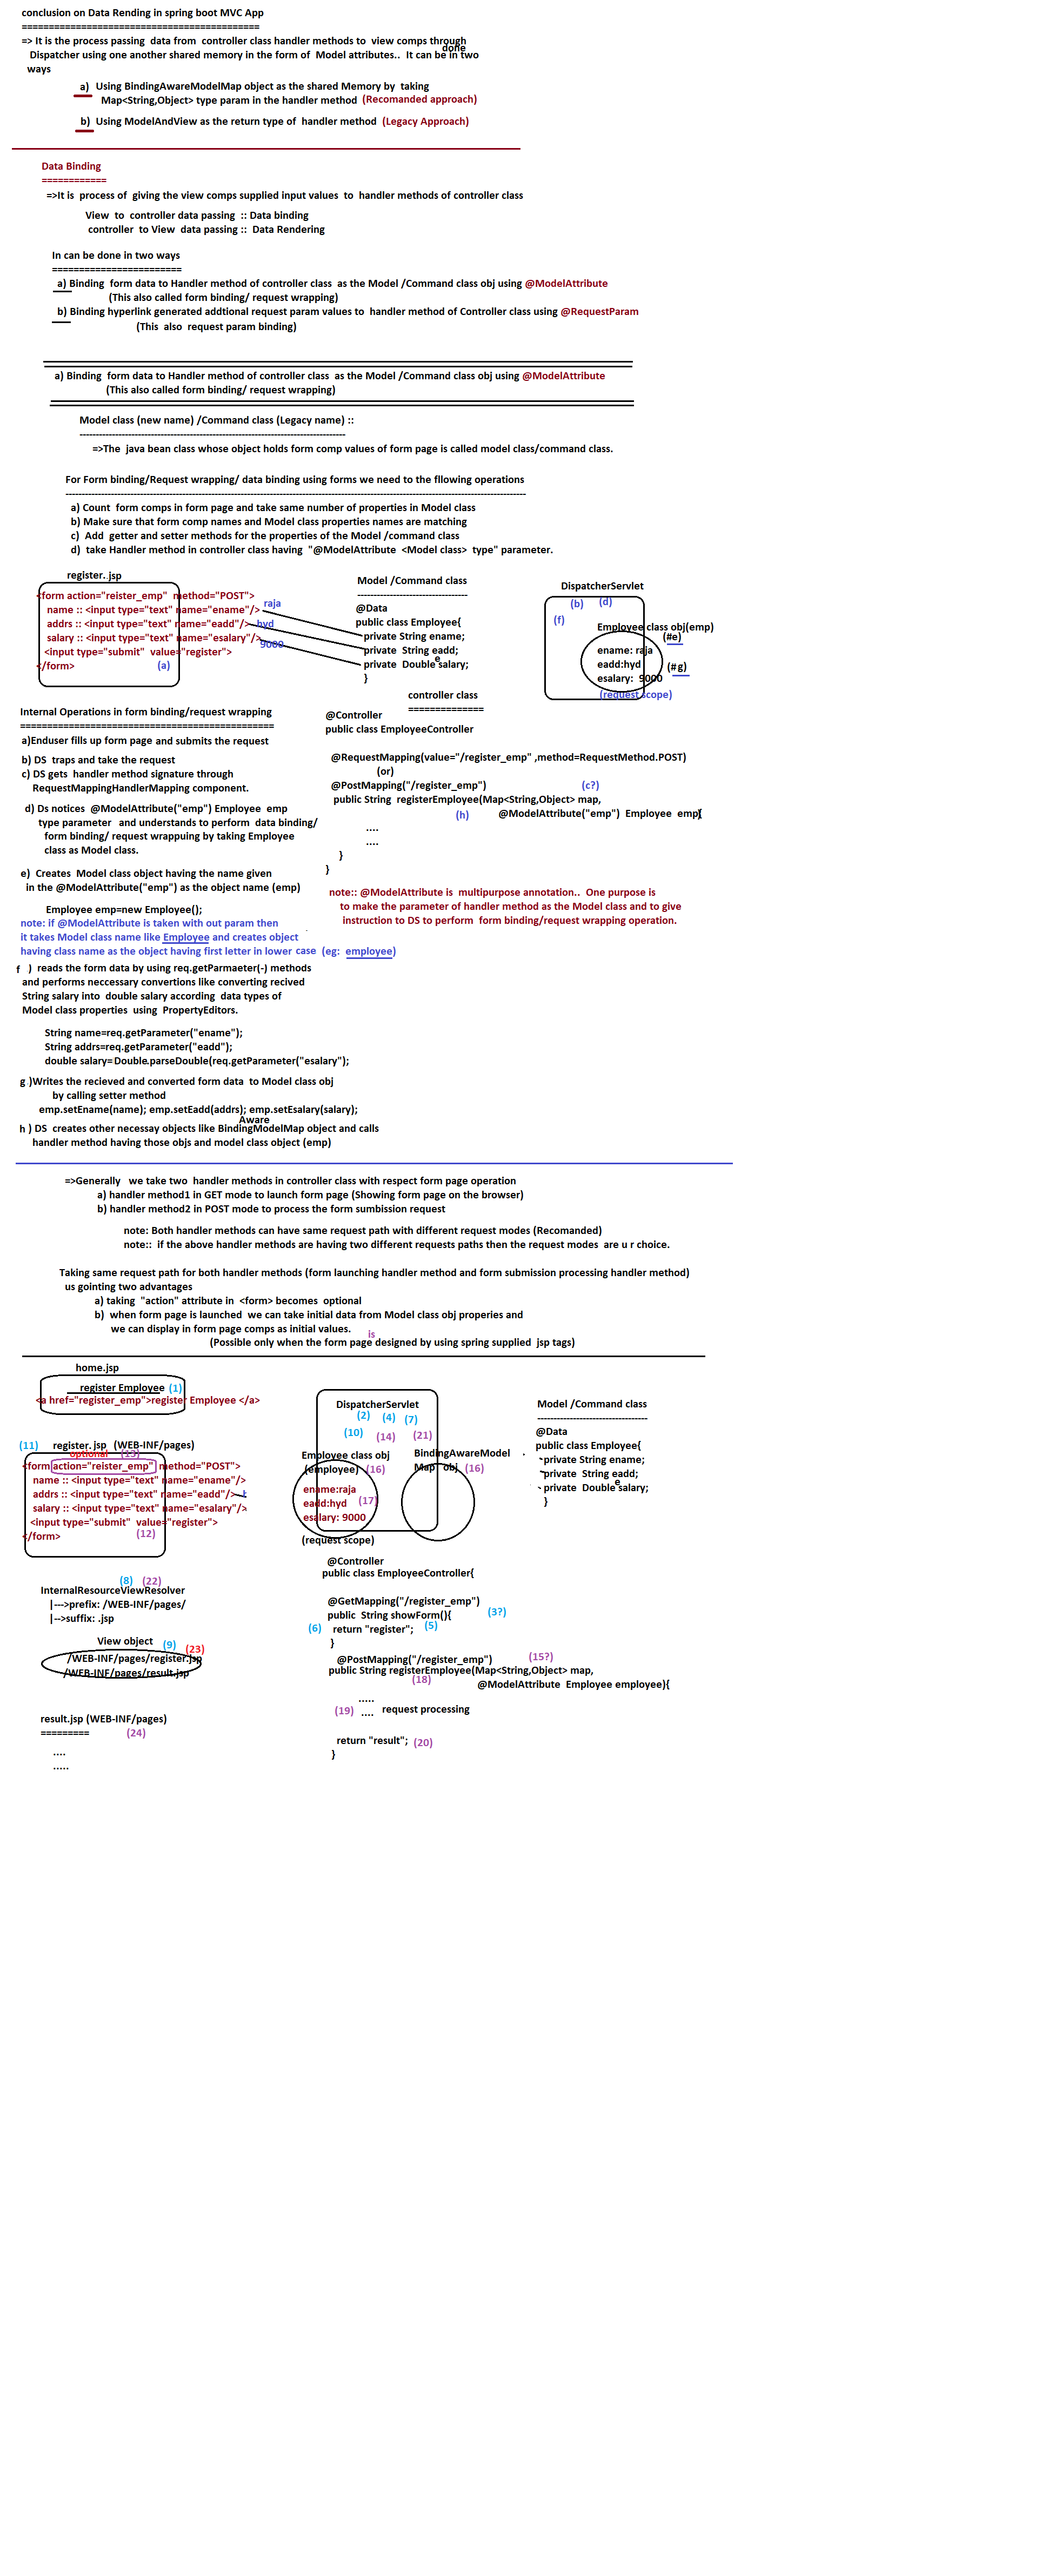 conclusion on Data Rending in spring boot MVC App
============================================
=> It is the process passing data from controller class handler methods to view comps through
done
Dispatcher using one another shared memory in the form of Model attributes.. It can be in two
ways
a) Using BindingAwareModelMap object as the shared Memory by taking
Map<String,Object> type param in the handler method (Recomanded approach)
b) Using ModelAndView as the return type of handler method (Legacy Approach)
Data Binding
============
=>It is process of giving the view comps supplied input values to handler methods of controller class
View to controller data passing :: Data binding
controller to View data passing :: Data Rendering
In can be done in two ways
========================
a) Binding form data to Handler method of controller class as the Model /Command class obj using @ModelAttribute
(This also called form binding/ request wrapping)
b) Binding hyperlink generated addtional request param values to handler method of Controller class using @RequestParam
(This also request param binding)
a) Binding form data to Handler method of controller class as the Model /Command class obj using @ModelAttribute
(This also called form binding/ request wrapping)
Model class (new name) /Command class (Legacy name) ::
----------------------------------------------------------------------------------
=>The java bean class whose object holds form comp values of form page is called model class/command class.
For Form binding/Request wrapping/ data binding using forms we need to the fllowing operations
----------------------------------------------------------------------------------------------------------------------------------------------
a) Count form comps in form page and take same number of properties in Model class
b) Make sure that form comp names and Model class properties names are matching
c) Add getter and setter methods for the properties of the Model /command class
d) take Handler method in controller class having "@ModelAttribute <Model class> type" parameter.
register..jsp
<form action="reister_emp" method="POST">
name :: <input type="text" name="ename"/> raja
addrs :: <input type="text" name="eadd"/> hyd
salary :: <input type="text" name="esalary"/> 9000
<input type="submit" value="register">
</form> (a)
Model /Command class
----------------------------------
@Data
public class Employee{
private String ename;
private String eadd;
e
private Double salary;
}
DispatcherServlet
(b) (d)
(f)
Employee class obj(emp)
(#e)
ename: raja
eadd:hyd (#g)
esalary: 9000
(request scope)
controller class
==============
@Controller
public class EmployeeController
@RequestMapping(value="/register_emp" ,method=RequestMethod.POST)
(or)
@PostMapping("/register_emp") (c?)
public String registerEmployee(Map<String,Object> map,
(h) @ModelAttribute("emp") Employee emp){
....
....
}
}
note:: @ModelAttribute is multipurpose annotation.. One purpose is
to make the parameter of handler method as the Model class and to give
instruction to DS to perform form binding/request wrapping operation.
Internal Operations in form binding/request wrapping
===============================================
a)Enduser fills up form page and submits the request
b) DS traps and take the request
c) DS gets handler method signature through
RequestMappingHandlerMapping component.
d) Ds notices @ModelAttribute("emp") Employee emp
type parameter and understands to perform data binding/
form binding/ request wrappuing by taking Employee
class as Model class.
e) Creates Model class object having the name given
in the @ModelAttribute("emp") as the object name (emp)
Employee emp=new Employee();
note: if @ModelAttribute is taken with out param then
it takes Model class name like Employee and creates object
having class name as the object having first letter in lower case (eg: employee)
f ) reads the form data by using req.getParmaeter(-) methods
and performs neccessary convertions like converting recived
String salary into double salary according data types of
Model class properties using PropertyEditors.
String name=req.getParameter("ename");
String addrs=req.getParameter("eadd");
double salary=Double.parseDouble(req.getParameter("esalary");
g )Writes the recieved and converted form data to Model class obj
by calling setter method
emp.setEname(name); emp.setEadd(addrs); emp.setEsalary(salary);
Aware
h ) DS creates other necessay objects like BindingModelMap object and calls
handler method having those objs and model class object (emp)
=>Generally we take two handler methods in controller class with respect form page operation
a) handler method1 in GET mode to launch form page (Showing form page on the browser)
b) handler method2 in POST mode to process the form sumbission request
note: Both handler methods can have same request path with different request modes (Recomanded)
note:: if the above handler methods are having two different requests paths then the request modes are u r choice.
Taking same request path for both handler methods (form launching handler method and form submission processing handler method)
us gointing two advantages
a) taking "action" attribute in <form> becomes optional
b) when form page is launched we can take initial data from Model class obj properies and
we can display in form page comps as initial values.
is
(Possible only when the form page designed by using spring supplied jsp tags)
home.jsp
register Employee (1)
<a href="register_emp">register Employee </a>
(11) register.jsp (WEB-INF/pages)
optional (13)
<form action="reister_emp" method="POST">
name :: <input type="text" name="ename"/>
addrs :: <input type="text" name="eadd"/>
salary :: <input type="text" name="esalary"/>
<input type="submit" value="register">
</form> (12)
DispatcherServlet
(2) (4) (7)
(10) (14) (21)
Employee class obj
(employee) (16)
ename:raja
eadd:hyd (17)
esalary: 9000
(request scope)
BindingAwareModel
Map obj (16)
Model /Command class
----------------------------------
@Data
public class Employee{
private String ename;
private String eadd;
e
private Double salary;
}
(8) (22)
InternalResourceViewResolver
|--->prefix: /WEB-INF/pages/
|-->suffix: .jsp
View object (9) (23)
/WEB-INF/pages/register.jsp
/WEB-INF/pages/result.jsp
result.jsp (WEB-INF/pages)
========= (24)
....
.....
@Controller
public class EmployeeController{
@GetMapping("/register_emp")
public String showForm(){ (3?)
(6) return "register"; (5)
}
@PostMapping("/register_emp") (15?)
public String registerEmployee(Map<String,Object> map,
(18) @ModelAttribute Employee employee){
.....
(19) .... request processing
return "result"; (20)
}